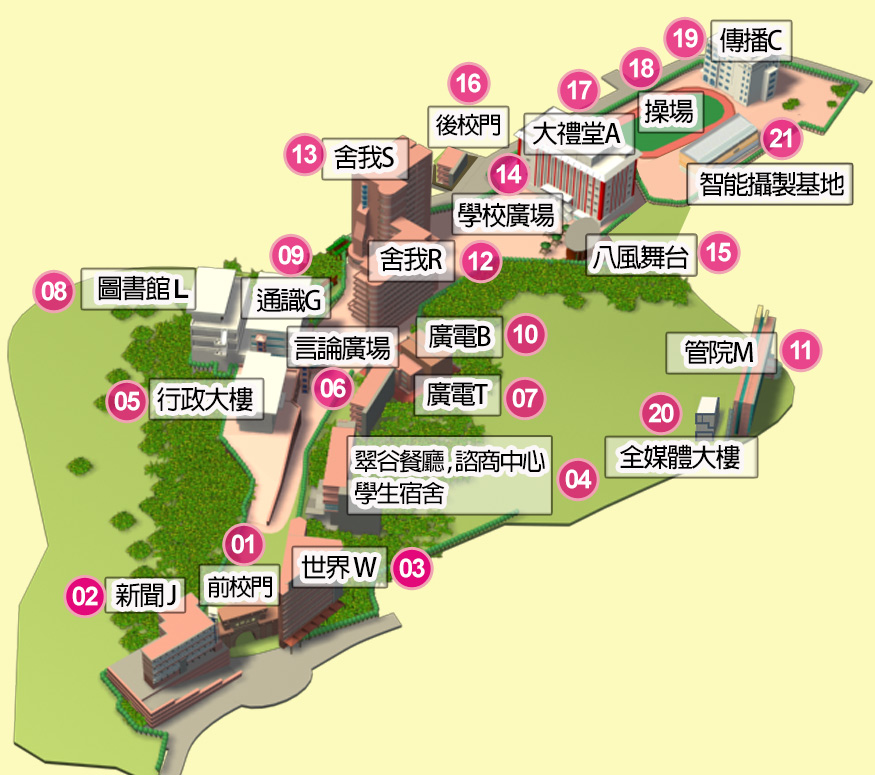 19 傳播C
18
操場
17
大禮堂A
16
後校門
21
智能攝製基地
13 舍我S
14
學校廣場
八風舞台 15
舍我R 12
09
通識G
08 圖書館L
言論廣場
06
廣電B 10
管院M 11
05 行政大樓
廣電T 07
20
全媒體大樓
翠谷餐廳,諮商中心
學生宿舍
04
01
前校門
世界W 03
02 新聞J